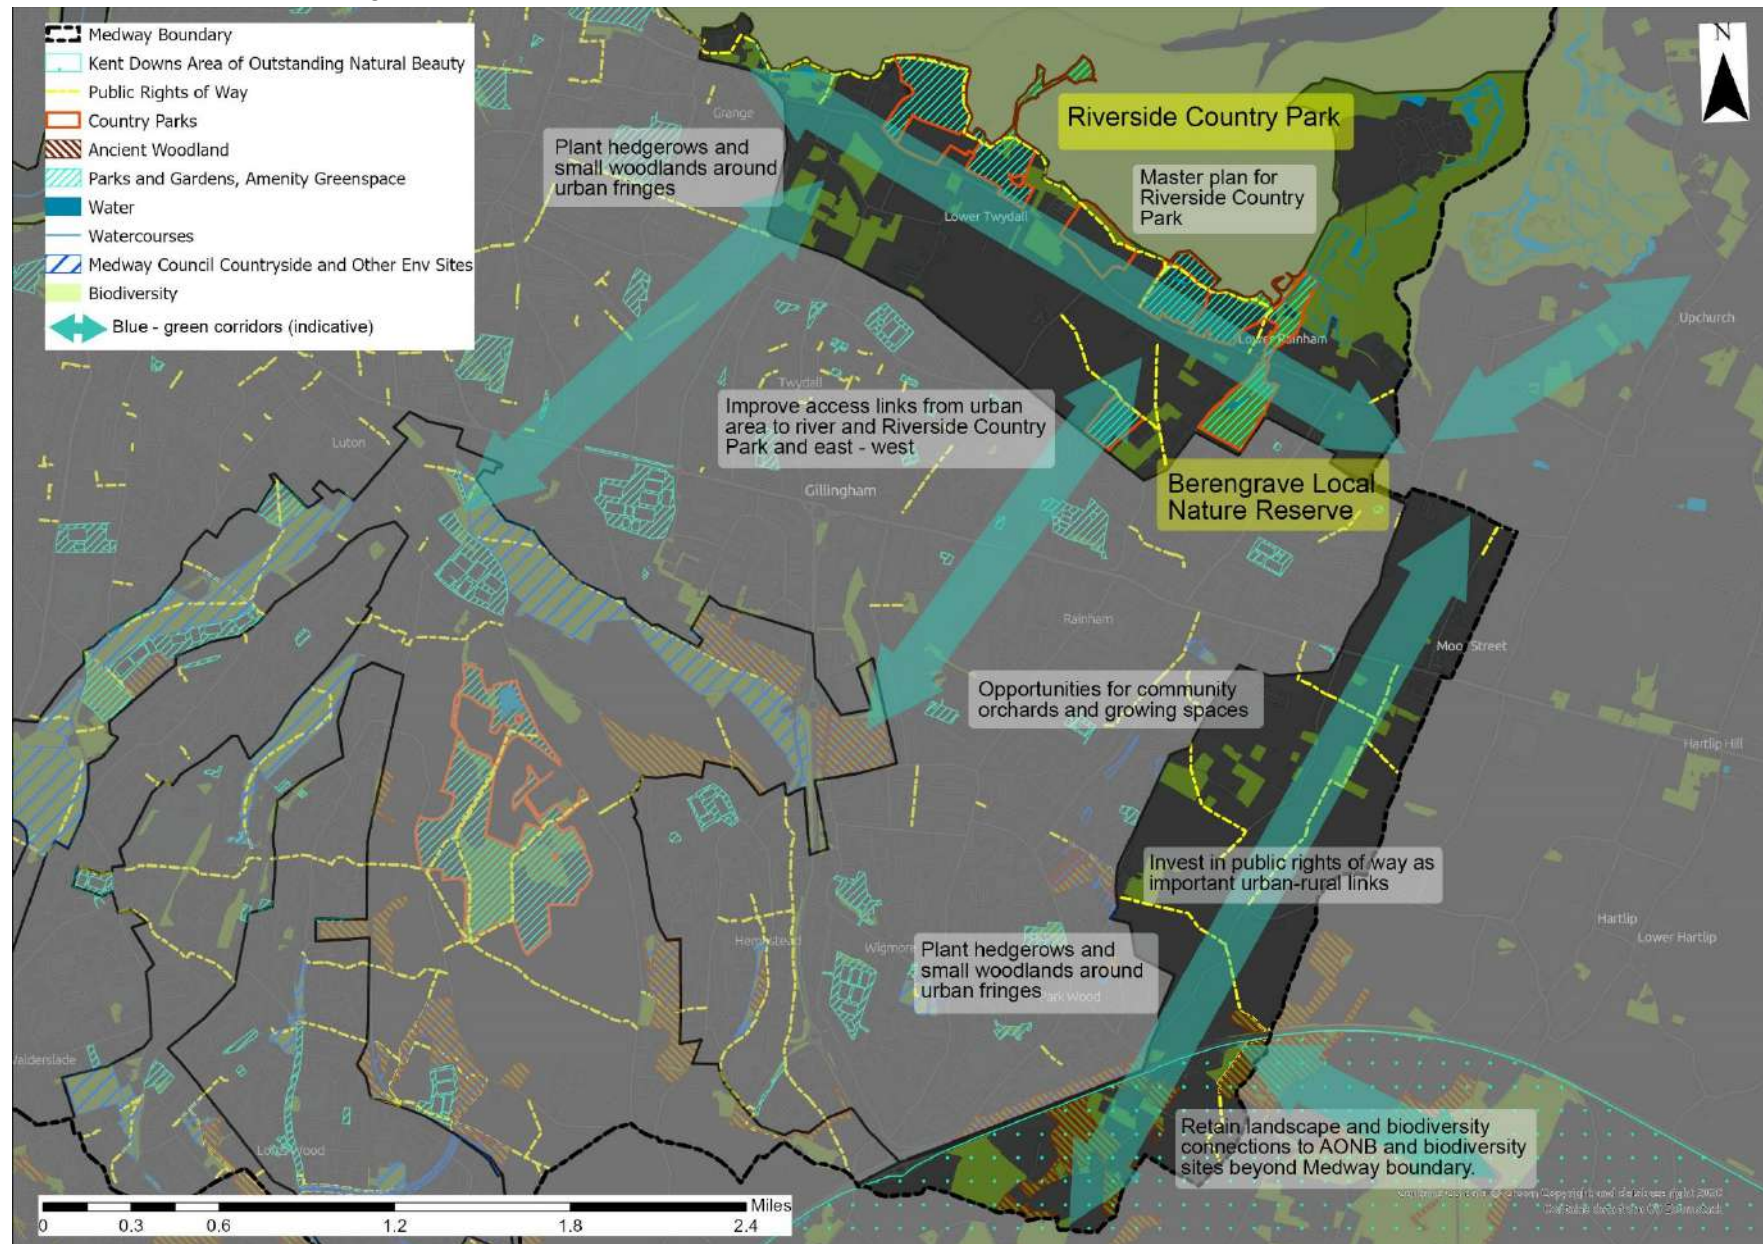 Medway Boundary
Kent Downs Area of Outstanding Natural Beauty
Public Rights of Way
Country Parks
Ancient Woodland
Parks and Gardens, Amenity Greenspace
Water
Watercourses
Medway Council Countryside and Other Env Sites
Biodiversity
Blue - green corridors (indicative)
N
Grange
Riverside Country Park
Plant hedgerows and
small woodlands around
urban fringes
Master plan for
Riverside Country
Park
Lower Twydall
Upchurch
Lower Rainham
Twydall
Improve access links from urban
area to river and Riverside Country
Park and east - west
Luton
Gillingham
Berengrave Local
Nature Reserve
Rainham
Moor Street
Opportunities for community
orchards and growing spaces
Hartlip Hill
Invest in public rights of way as
important urban-rural links
Hartlip
Lower Hartlip
Hempstead
Wigmore
Plant hedgerows and
small woodlands around
urban fringes
Park Wood
Walderslade
Retain landscape and biodiversity
connections to AONB and biodiversity
sites beyond Medway boundary.
Lords Wood
Miles
0 0.3 0.6 1.2 1.8 2.4